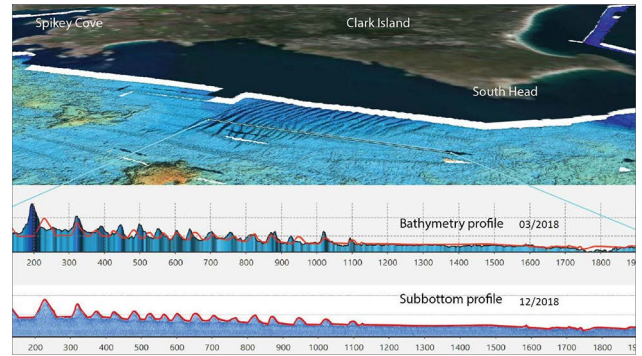 Spikey Cove
Clark Island
South Head
Bathymetry profile 03/2018
200 300 400 500 600 700 800 900 1000 1100 1200 1300 1400 1500 1600 1700 1800 19
Subbottom profile 12/2018
200 300 400 500 600 700 800 900 1000 1100 1200 1300 1400 1500 1600 1700 1800 19